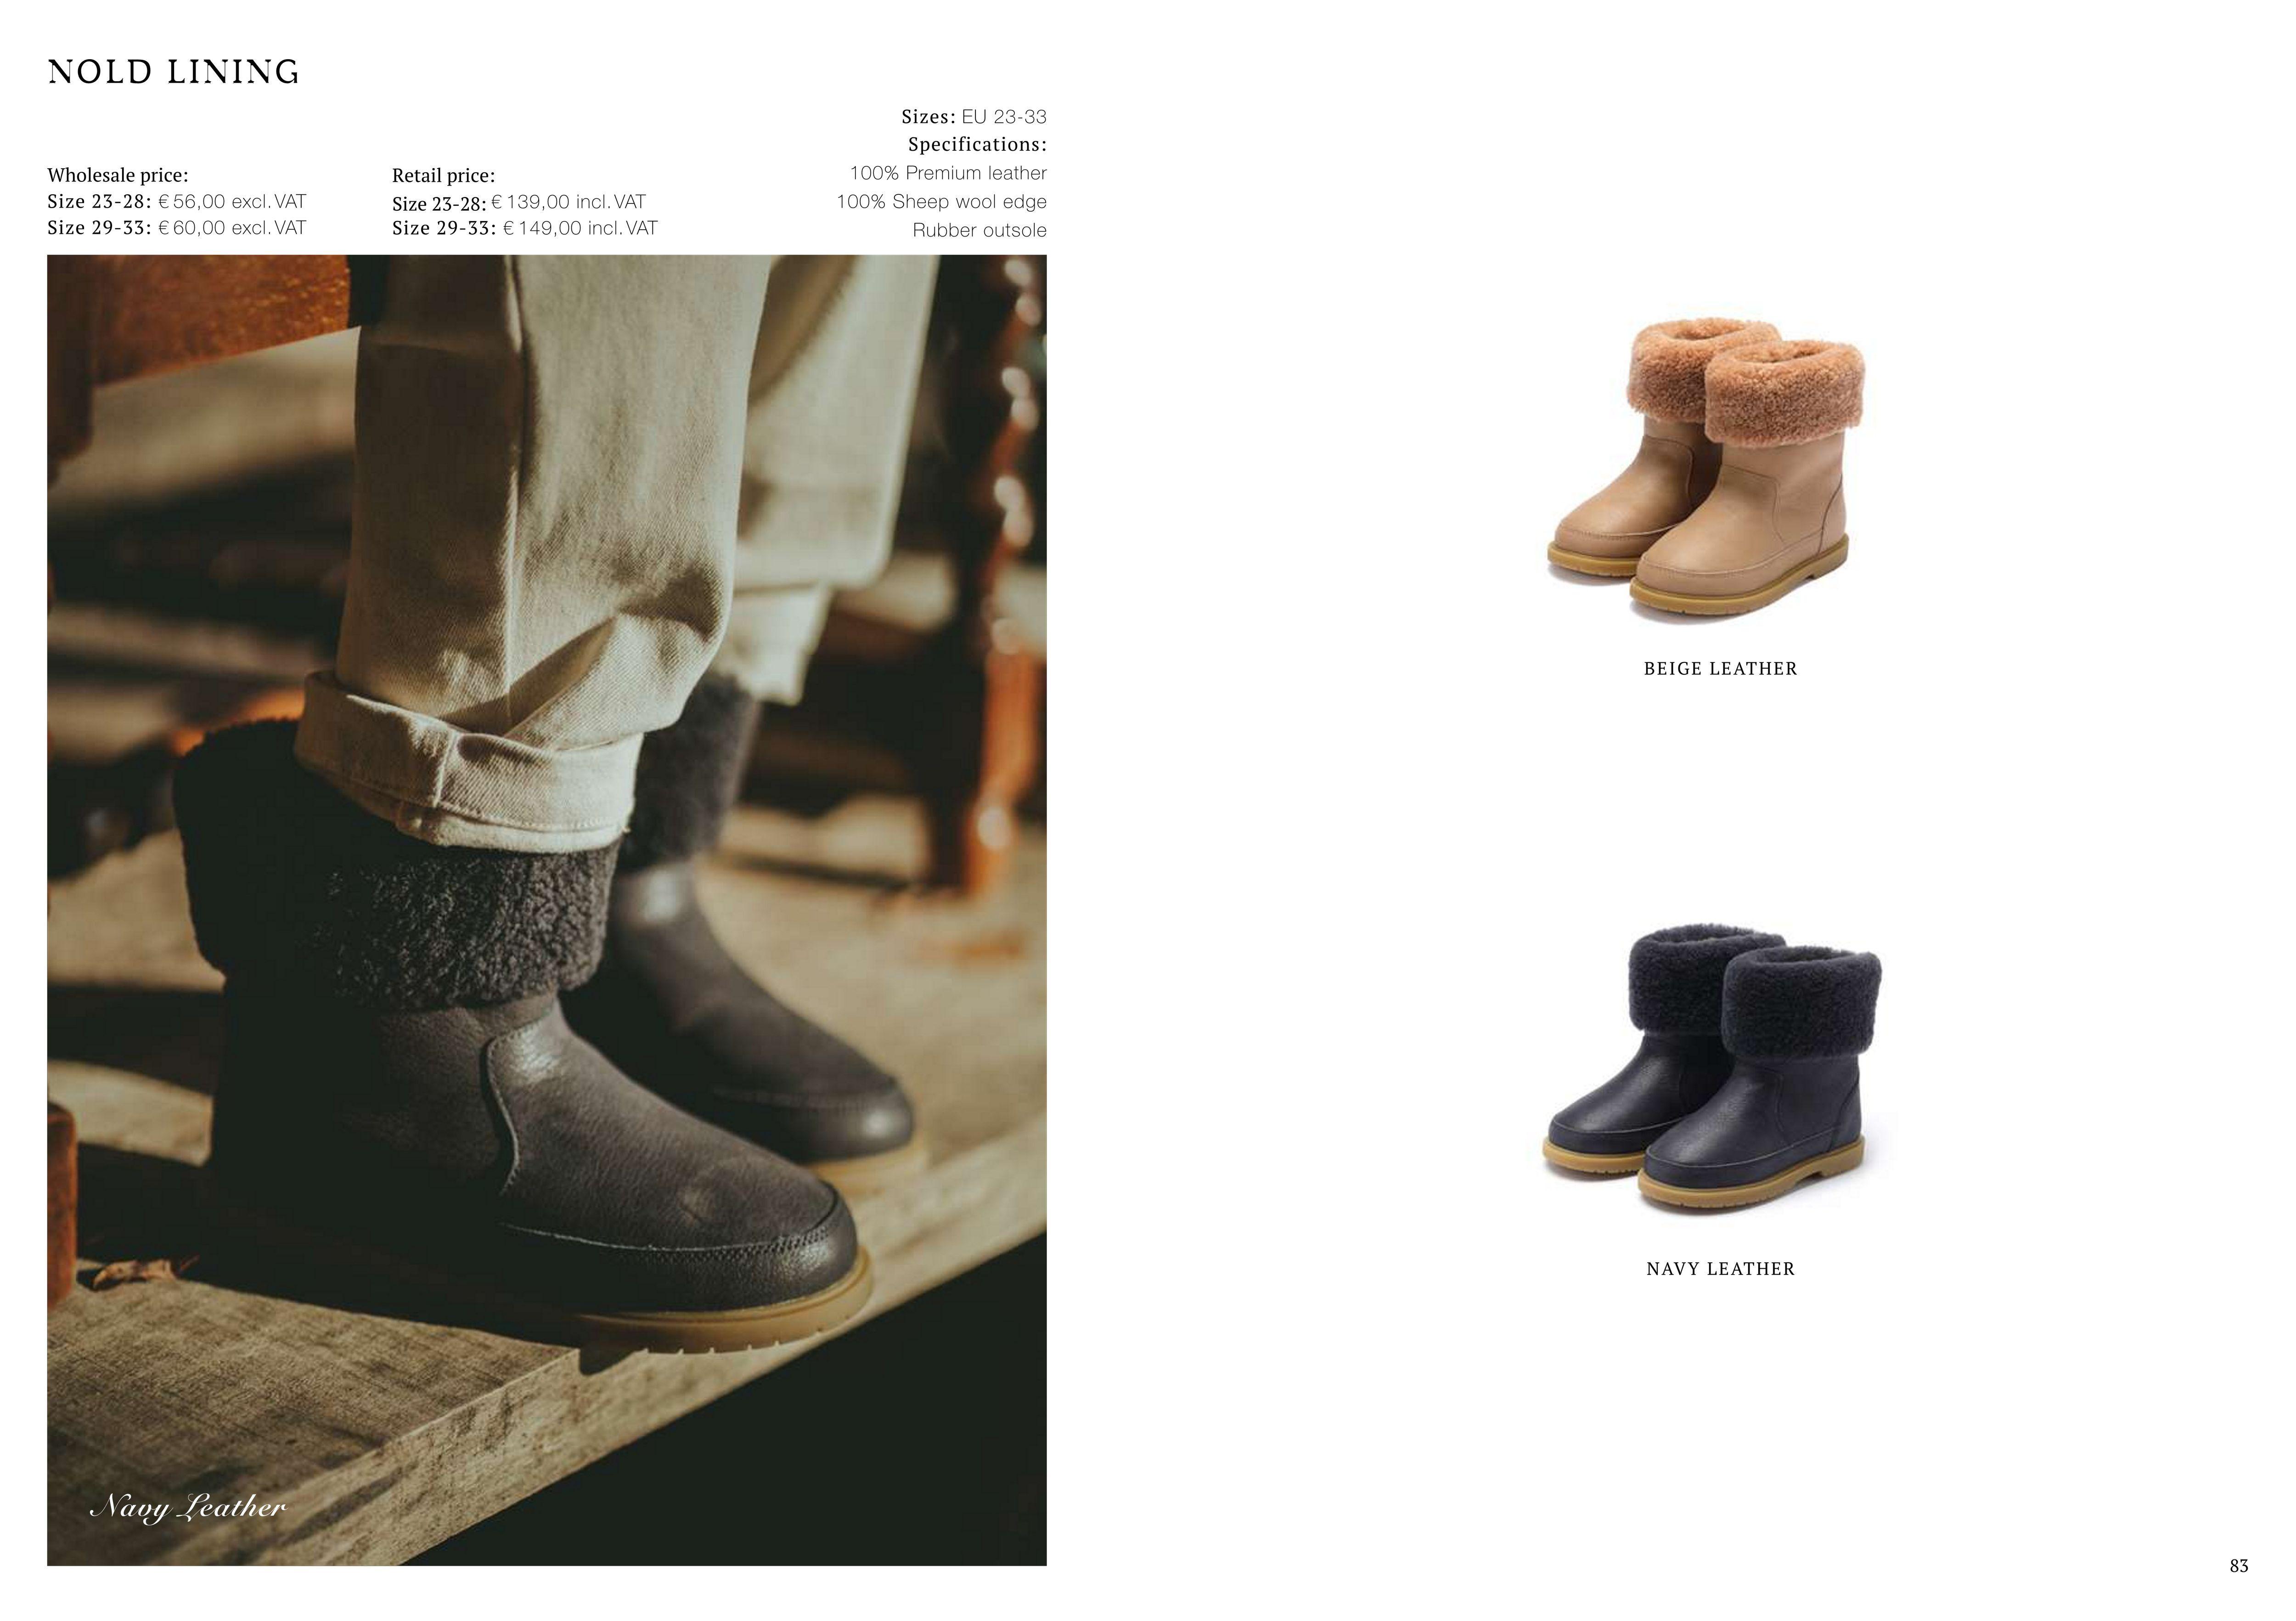 NOLD LINING
Wholesale price:
Size 23-28: € 56,00 excl. VAT
Size 29-33: € 60,00 excl. VAT
Retail price:
Size 23-28: € 139,00 incl. VAT
Size 29-33: € 149,00 incl. VAT
Sizes: EU 23-33
Specifications:
100% Premium leather
100% Sheep wool edge
Rubber outsole
Navy Leather
BEIGE LEATHER
NAVY LEATHER
83